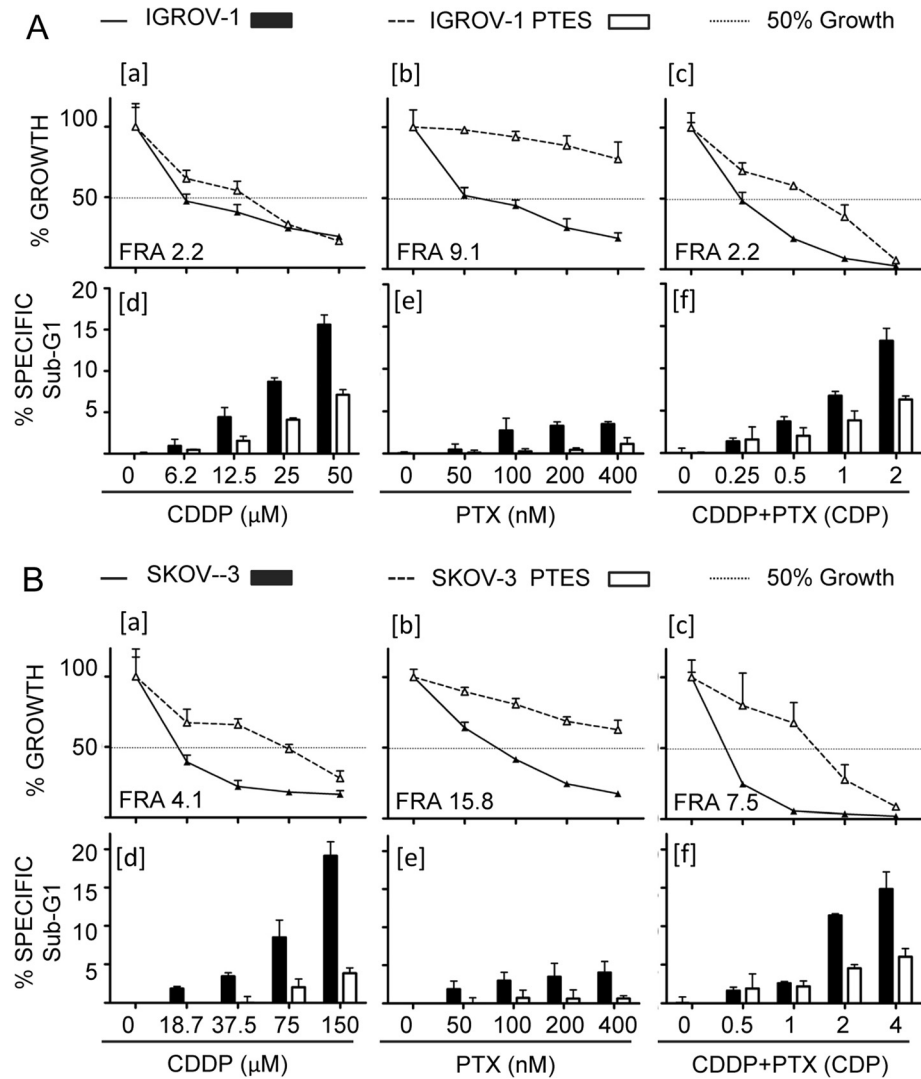 A
IGROV-1
IGROV-1 PTES
50% Growth
[a] [b] [c]
% GROWTH
100
50
FRA 2.2
FRA 9.1
FRA 2.2
[d] [e] [f]
% SPECIFIC
Sub-G1
20
15
10
5
0 6.2 12.5 25 50
0 50 100 200 400
0 0.25 0.5 1 2
CDDP (µM)
PTX (nM)
CDDP+PTX (CDP)
B
SKOV--3
SKOV-3 PTES
50% Growth
[a] [b] [c]
% GROWTH
100
50
FRA 4.1
FRA 15.8
FRA 7.5
[d] [e] [f]
% SPECIFIC
Sub-G1
20
15
10
5
0 18.7 37.5 75 150
0 50 100 200 400
0 0.5 1 2 4
CDDP (µM)
PTX (nM)
CDDP+PTX (CDP)